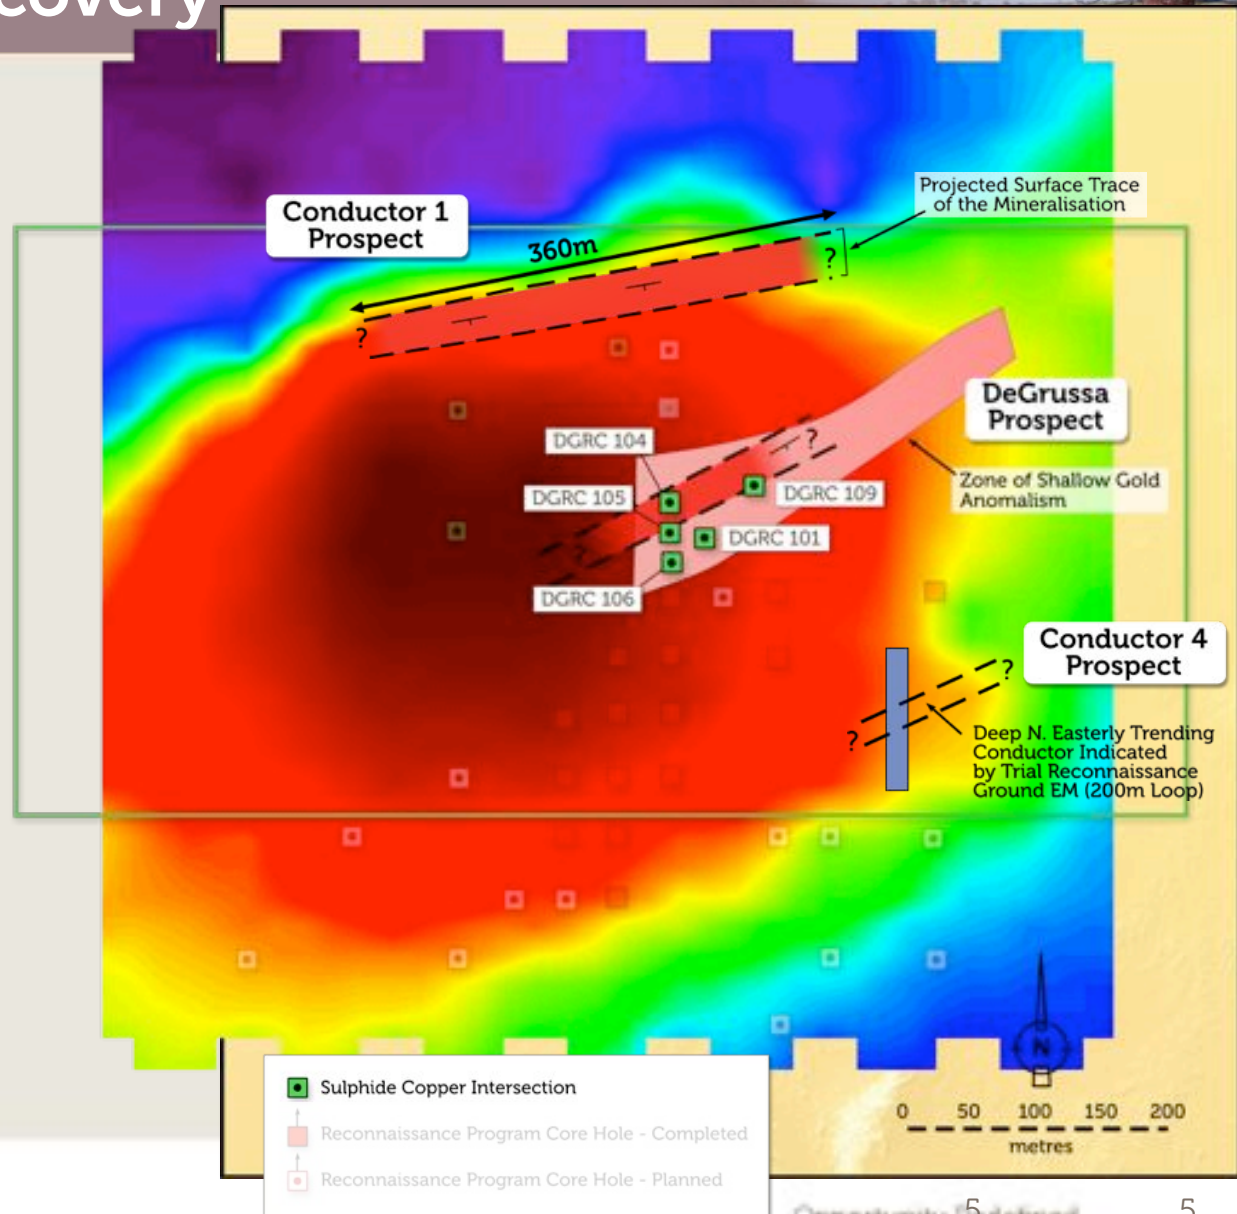 covery
Projected Surface Trace
of the Mineralisation
Conductor 1
Prospect
360m
?
?
DeGrussa
Prospect
DGRC 104
?
Zone of Shallow Gold
Anomalism
DGRC 105
DGRC 109
DGRC 101
?
DGRC 106
Conductor 4
Prospect
?
?
Deep N. Easterly Trending
Conductor Indicated
by Trial Reconnaissance
Ground EM (200m Loop)
N
Sulphide Copper Intersection
Reconnaissance Program Core Hole - Completed
Reconnaissance Program Core Hole - Planned
0 50 100 150 200
metres
5 5